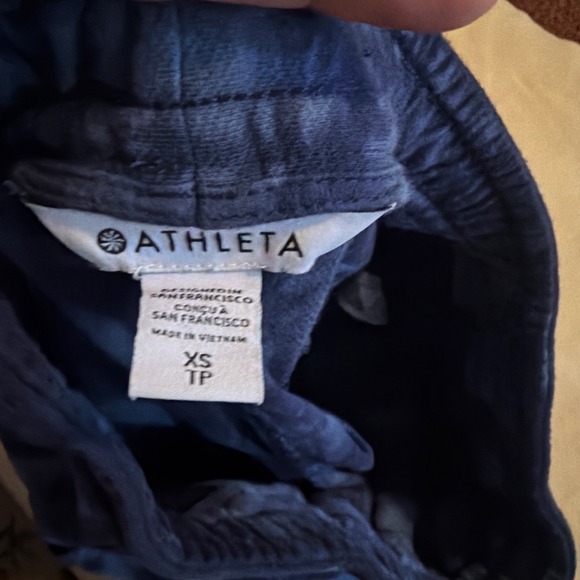 ATHLETA
DESIGNED IN
SAN FRANCISCO
CONÇU À
SAN FRANCISCO
MADE IN VIETNAM
XS
TP